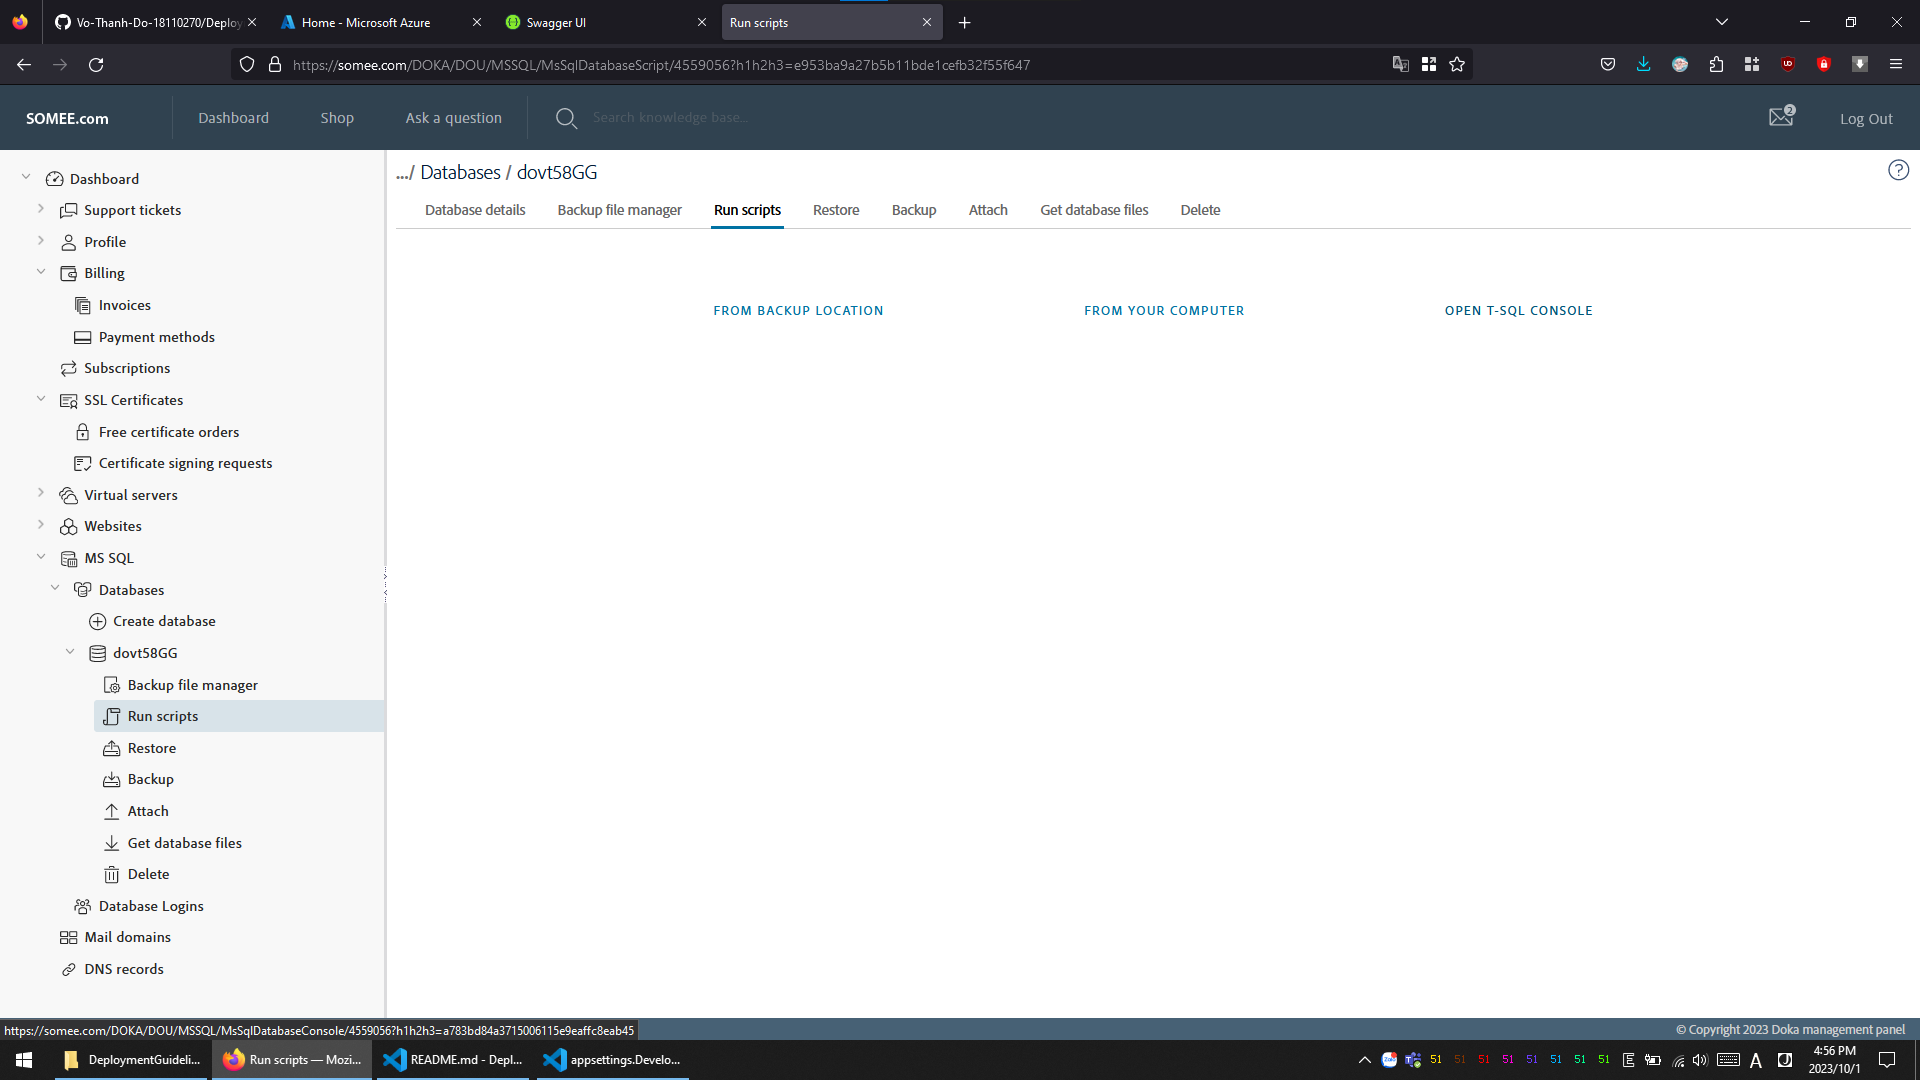 Vo-Thanh-Do-18110270/Deploy
Home - Microsoft Azure
Swagger UI
Run scripts
https://somee.com/DOKA/DOU/MSSQL/MsSqlDatabaseScript/4559056?h1h2h3=e953ba9a27b5b11bde1cefb32f55f647
SOMEE.com
Dashboard
Shop
Ask a question
Search knowledge base...
2
Log Out
Dashboard
Support tickets
Profile
Billing
Invoices
Payment methods
Subscriptions
SSL Certificates
Free certificate orders
Certificate signing requests
Virtual servers
Websites
MS SQL
Databases
Create database
dovt58GG
Backup file manager
Run scripts
Restore
Backup
Attach
Get database files
Delete
Database Logins
Mail domains
DNS records
.../ Databases / dovt58GG
Database details
Backup file manager
Run scripts
Restore
Backup
Attach
Get database files
Delete
FROM BACKUP LOCATION
FROM YOUR COMPUTER
OPEN T-SQL CONSOLE
https://somee.com/DOKA/DOU/MSSQL/MsSqlDatabaseConsole/4559056?h1h2h3=a783bd84a3715006115e9eaffc8eab45
© Copyright 2023 Doka management panel
DeploymentGuideli...
Run scripts — Mozi...
README.md - Depl...
appsettings.Develo...
51
51
51
51
51
51
51
51
A
4:56 PM
2023/10/1